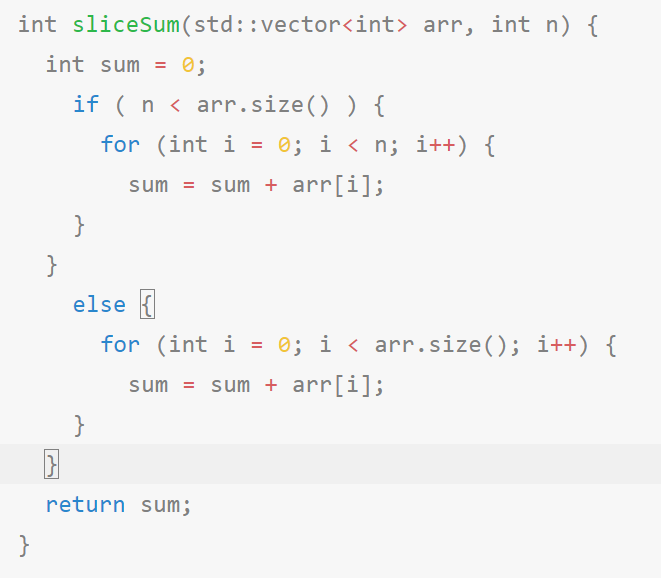 int sliceSum(std::vector<int> arr, int n) {
  int sum = 0;
    if ( n < arr.size() ) {
      for (int i = 0; i < n; i++) {
        sum = sum + arr[i];
    }
  }
    else {
      for (int i = 0; i < arr.size(); i++) {
        sum = sum + arr[i];
    }
  }
  return sum;
}